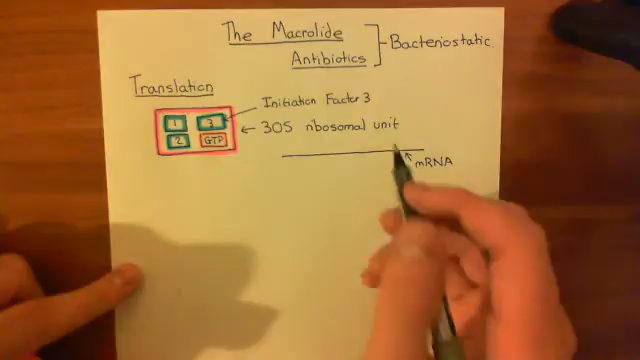 The Macrolide
Antibiotics
Bacteriostatic.
Translation
1 3
2 GTP
Initiation Factor 3
30S ribosomal unit
mRNA